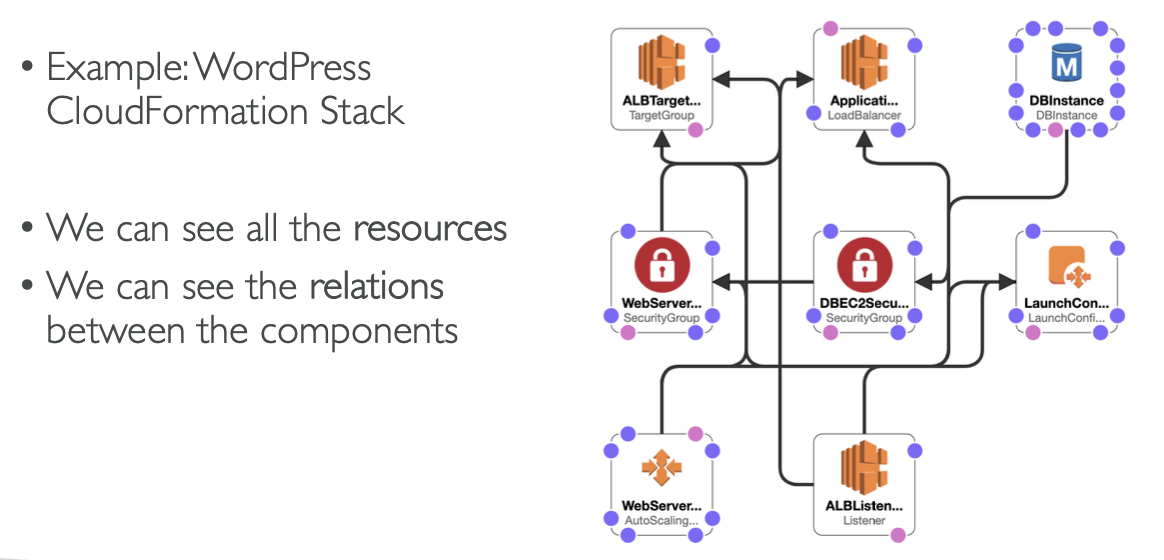 • Example: WordPress
CloudFormation Stack
• We can see all the resources
• We can see the relations
between the components
ALBTarget...
TargetGroup
Applicati...
LoadBalancer
M
DBInstance
DBInstance
WebServer...
SecurityGroup
DBEC2Secu...
SecurityGroup
LaunchCon...
LaunchConfi...
WebServer...
AutoScaling...
ALBListen...
Listener